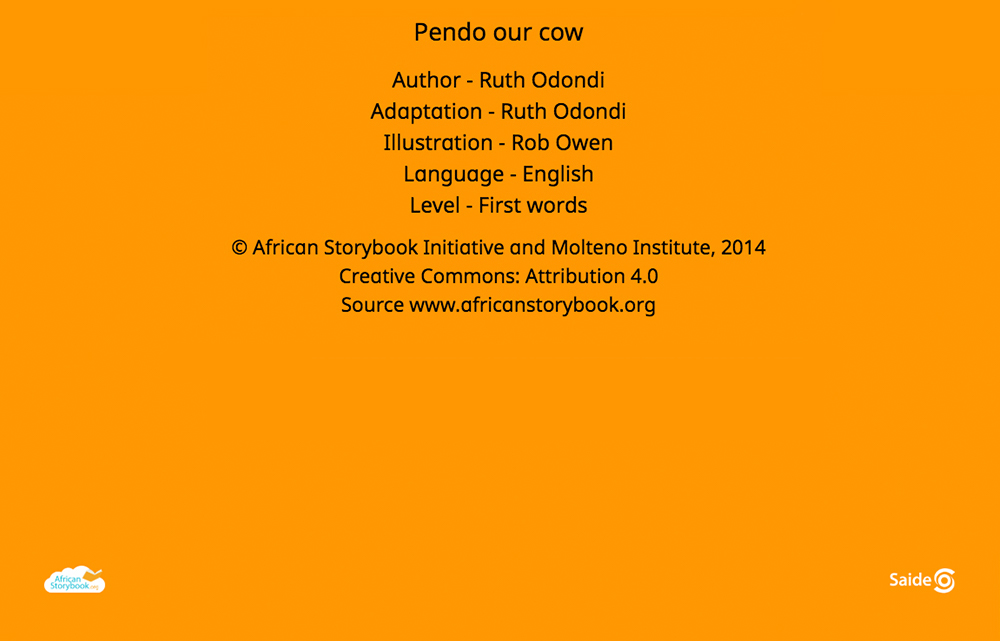 Pendo our cow
Author - Ruth Odondi
Adaptation - Ruth Odondi
Illustration - Rob Owen
Language - English
Level - First words
© African Storybook Initiative and Molteno Institute, 2014
Creative Commons: Attribution 4.0
Source www.africanstorybook.org
African
Storybook.org
Saide